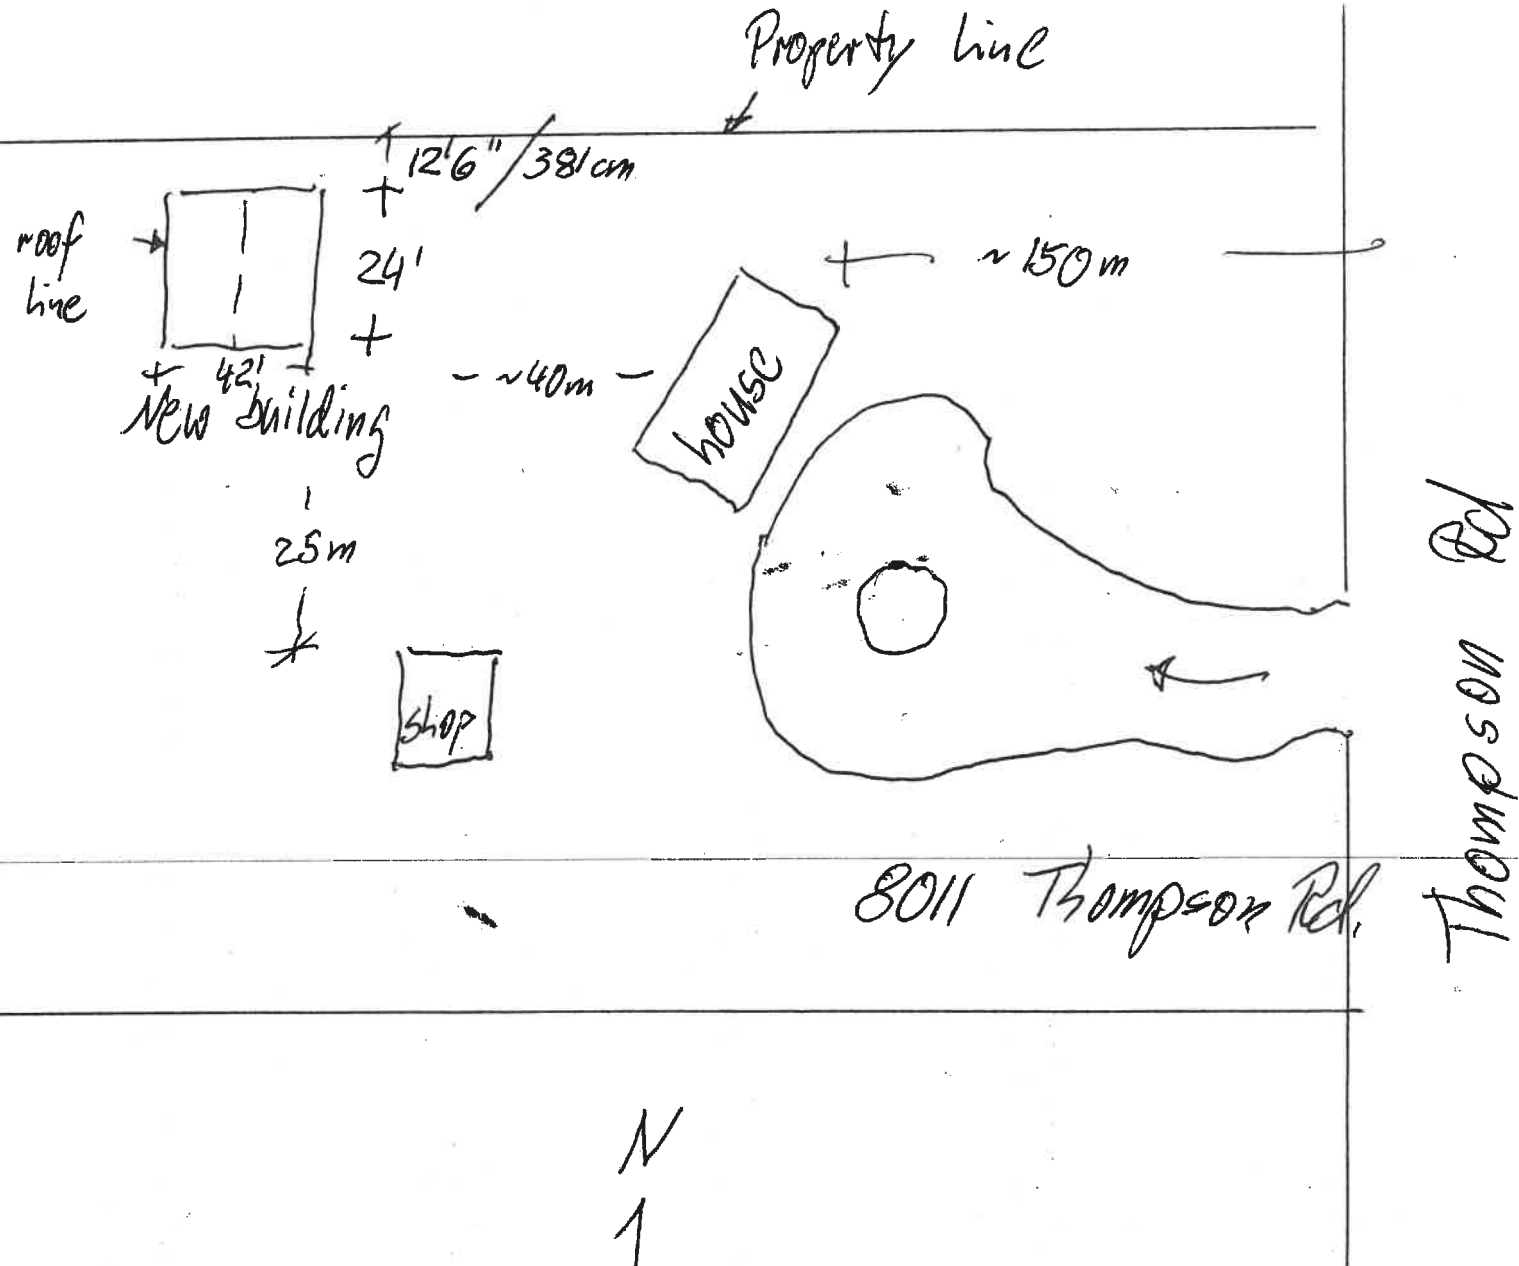 Property line
12'6" / 381cm
roof
line
24'
~ 150m
42'
~40m
New building
house
25m
shop
Thompson Rd
8011 Thompson Rd.
N